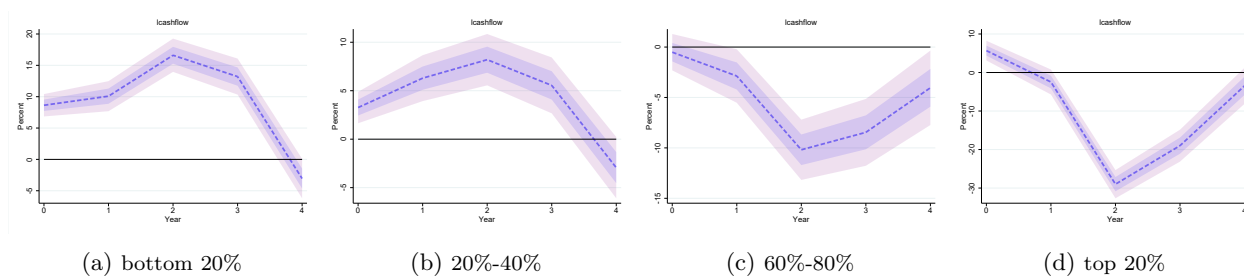 lcashflow
20
15
10
5
0
-5
Percent
0 1 2 3 4
Year
(a) bottom 20%
lcashflow
10
5
0
-5
Percent
0 1 2 3 4
Year
(b) 20%-40%
lcashflow
0
-5
-10
-15
Percent
0 1 2 3 4
Year
(c) 60%-80%
lcashflow
10
0
-10
-20
-30
Percent
0 1 2 3 4
Year
(d) top 20%